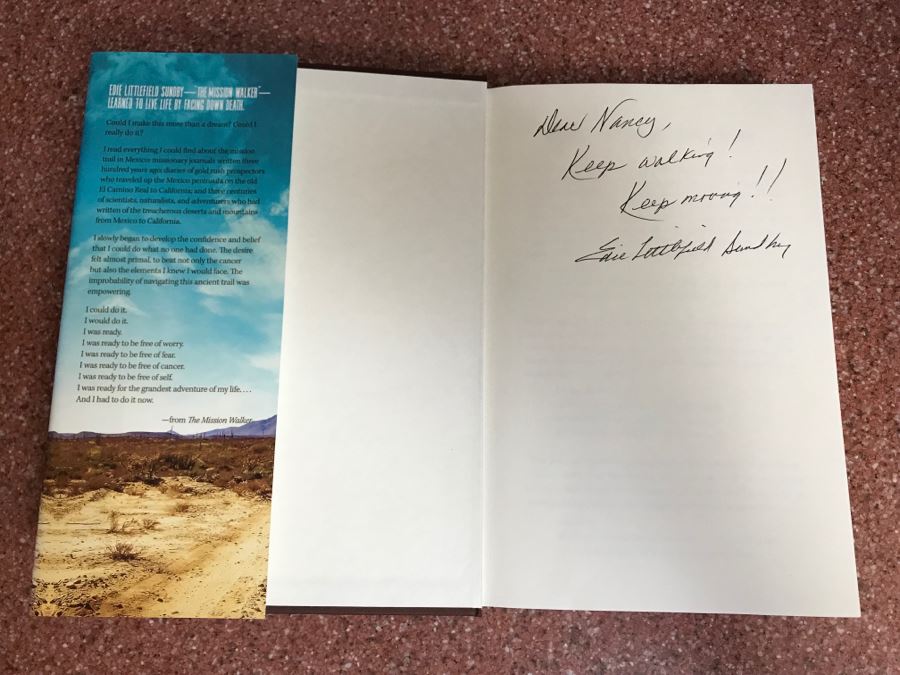 EDIE LITTLEFIELD SUNDBY—THE MISSION WALKER—
LEARNED TO LIVE LIFE BY FACING DOWN DEATH.
Could I make this more than a dream? Could I
really do it?
I read everything I could find about the mission
trail in Mexico: missionary journals written three
hundred years ago; diaries of gold rush prospectors
who traveled up the Mexico peninsula on the old
El Camino Real to California; and three centuries
of scientists, naturalists, and adventurers who had
written of the treacherous deserts and mountains
from Mexico to California.
I slowly began to develop the confidence and belief
that I could do what no one had done. The desire
felt almost primal, to beat not only the cancer
but also the elements I knew I would face. The
improbability of navigating this ancient trail was
empowering.
I could do it.
I would do it.
I was ready.
I was ready to be free of worry.
I was ready to be free of fear.
I was ready to be free of cancer.
I was ready to be free of self.
I was ready for the grandest adventure of my life. . . .
And I had to do it now.
—from The Mission Walker
Dear Nancy,
Keep walking!
Keep moving!!
Edie Littlefield Sundby